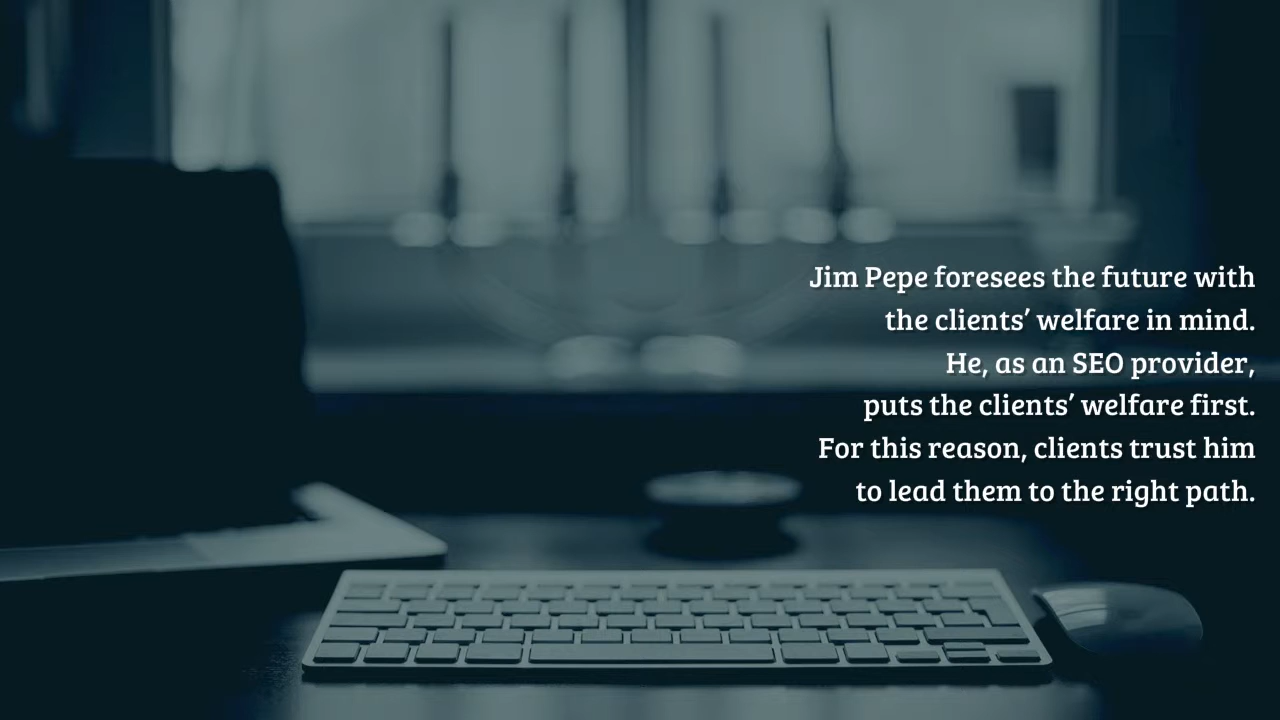 Jim Pepe foresees the future with
the clients’ welfare in mind.
He, as an SEO provider,
puts the clients’ welfare first.
For this reason, clients trust him
to lead them to the right path.